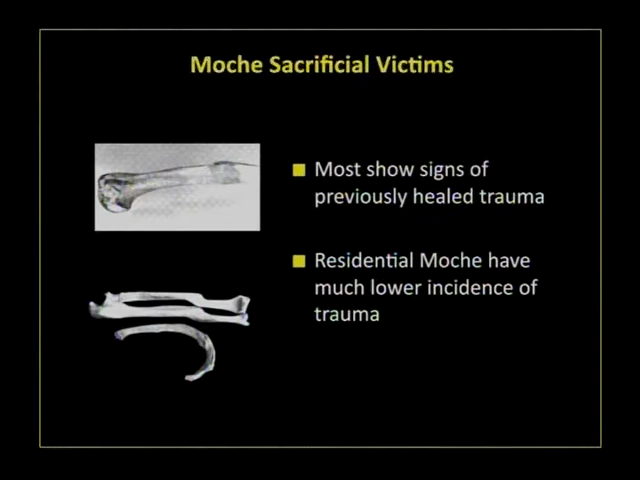 Moche Sacrificial Victims
Most show signs of
previously healed trauma
Residential Moche have
much lower incidence of
trauma